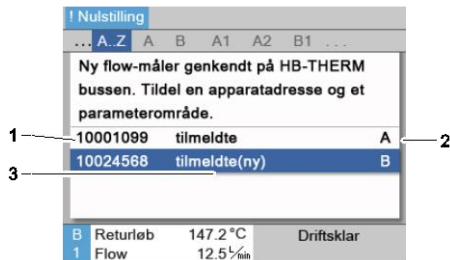 ! Nulstilling
... A..Z A B A1 A2 B1 ...
Ny flow-måler genkendt på HB-THERM
bussen. Tildel en apparatadresse og et
parameterområde.
1 10001099 tilmeldte A 2
10024568 tilmeldte(ny) B
3
B Returløb 147.2 °C Driftsklar
1 Flow 12.5 L/min